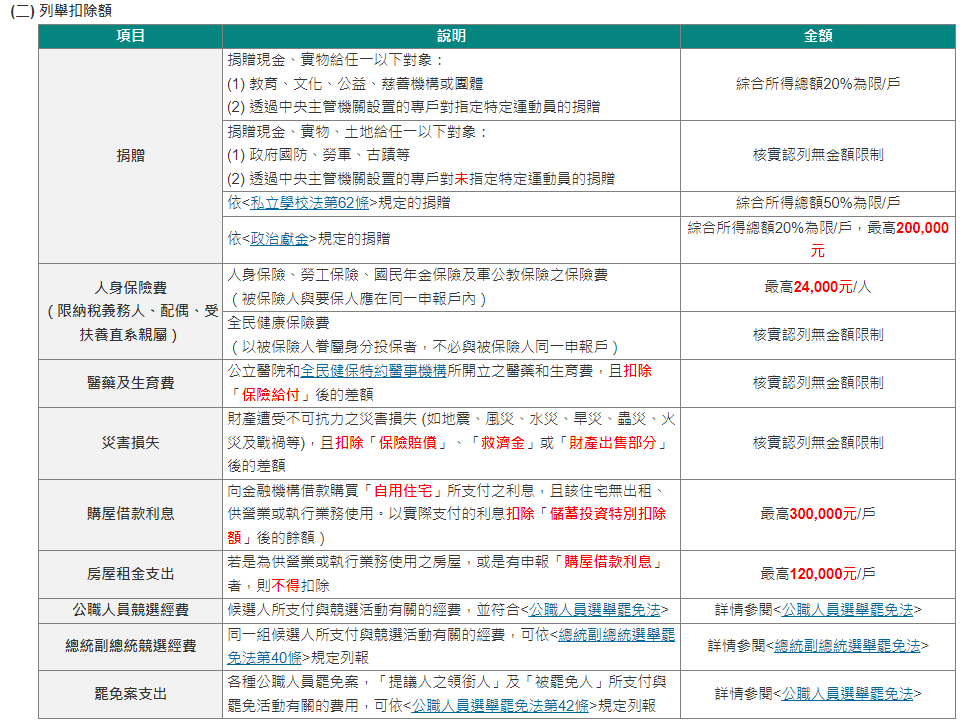 (二) 列舉扣除額
項目 說明 金額
捐贈
捐贈現金、實物給任一以下對象：
(1) 教育、文化、公益、慈善機構或團體
(2) 透過中央主管機關設置的專戶對指定特定運動員的捐贈
綜合所得總額20%為限/戶
捐贈現金、實物、土地給任一以下對象：
(1) 政府國防、勞軍、古蹟等
(2) 透過中央主管機關設置的專戶對未指定特定運動員的捐贈
核實認列無金額限制
依<私立學校法第62條>規定的捐贈
綜合所得總額50%為限/戶
依<政治獻金>規定的捐贈
綜合所得總額20%為限/戶，最高200,000
元
人身保險費
（限納稅義務人、配偶、受
扶養直系親屬）
人身保險、勞工保險、國民年金保險及軍公教保險之保險費
（被保險人與要保人應在同一申報戶內）
最高24,000元/人
全民健康保險費
（以被保險人眷屬身分投保者，不必與被保險人同一申報戶）
核實認列無金額限制
醫藥及生育費
公立醫院和全民健保特約醫事機構所開立之醫藥和生育費，且扣除
「保險給付」後的差額
核實認列無金額限制
災害損失
財產遭受不可抗力之災害損失 (如地震、風災、水災、旱災、蟲災、火
災及戰禍等)，且扣除「保險賠償」、「救濟金」或「財產出售部分」
後的差額
核實認列無金額限制
購屋借款利息
向金融機構借款購買「自用住宅」所支付之利息，且該住宅無出租、
供營業或執行業務使用。以實際支付的利息扣除「儲蓄投資特別扣除
額」後的餘額）
最高300,000元/戶
房屋租金支出
若是為供營業或執行業務使用之房屋，或是有申報「購屋借款利息」
者，則不得扣除
最高120,000元/戶
公職人員競選經費
候選人所支付與競選活動有關的經費，並符合<公職人員選舉罷免法>
詳情參閱<公職人員選舉罷免法>
總統副總統競選經費
同一組候選人所支付與競選活動有關的經費，可依<總統副總統選舉罷
免法第40條>規定列報
詳情參閱<總統副總統選舉罷免法>
罷免案支出
各種公職人員罷免案，「提議人之領銜人」及「被罷免人」所支付與
罷免活動有關的費用，可依<公職人員選舉罷免法第42條>規定列報
詳情參閱<公職人員選舉罷免法>